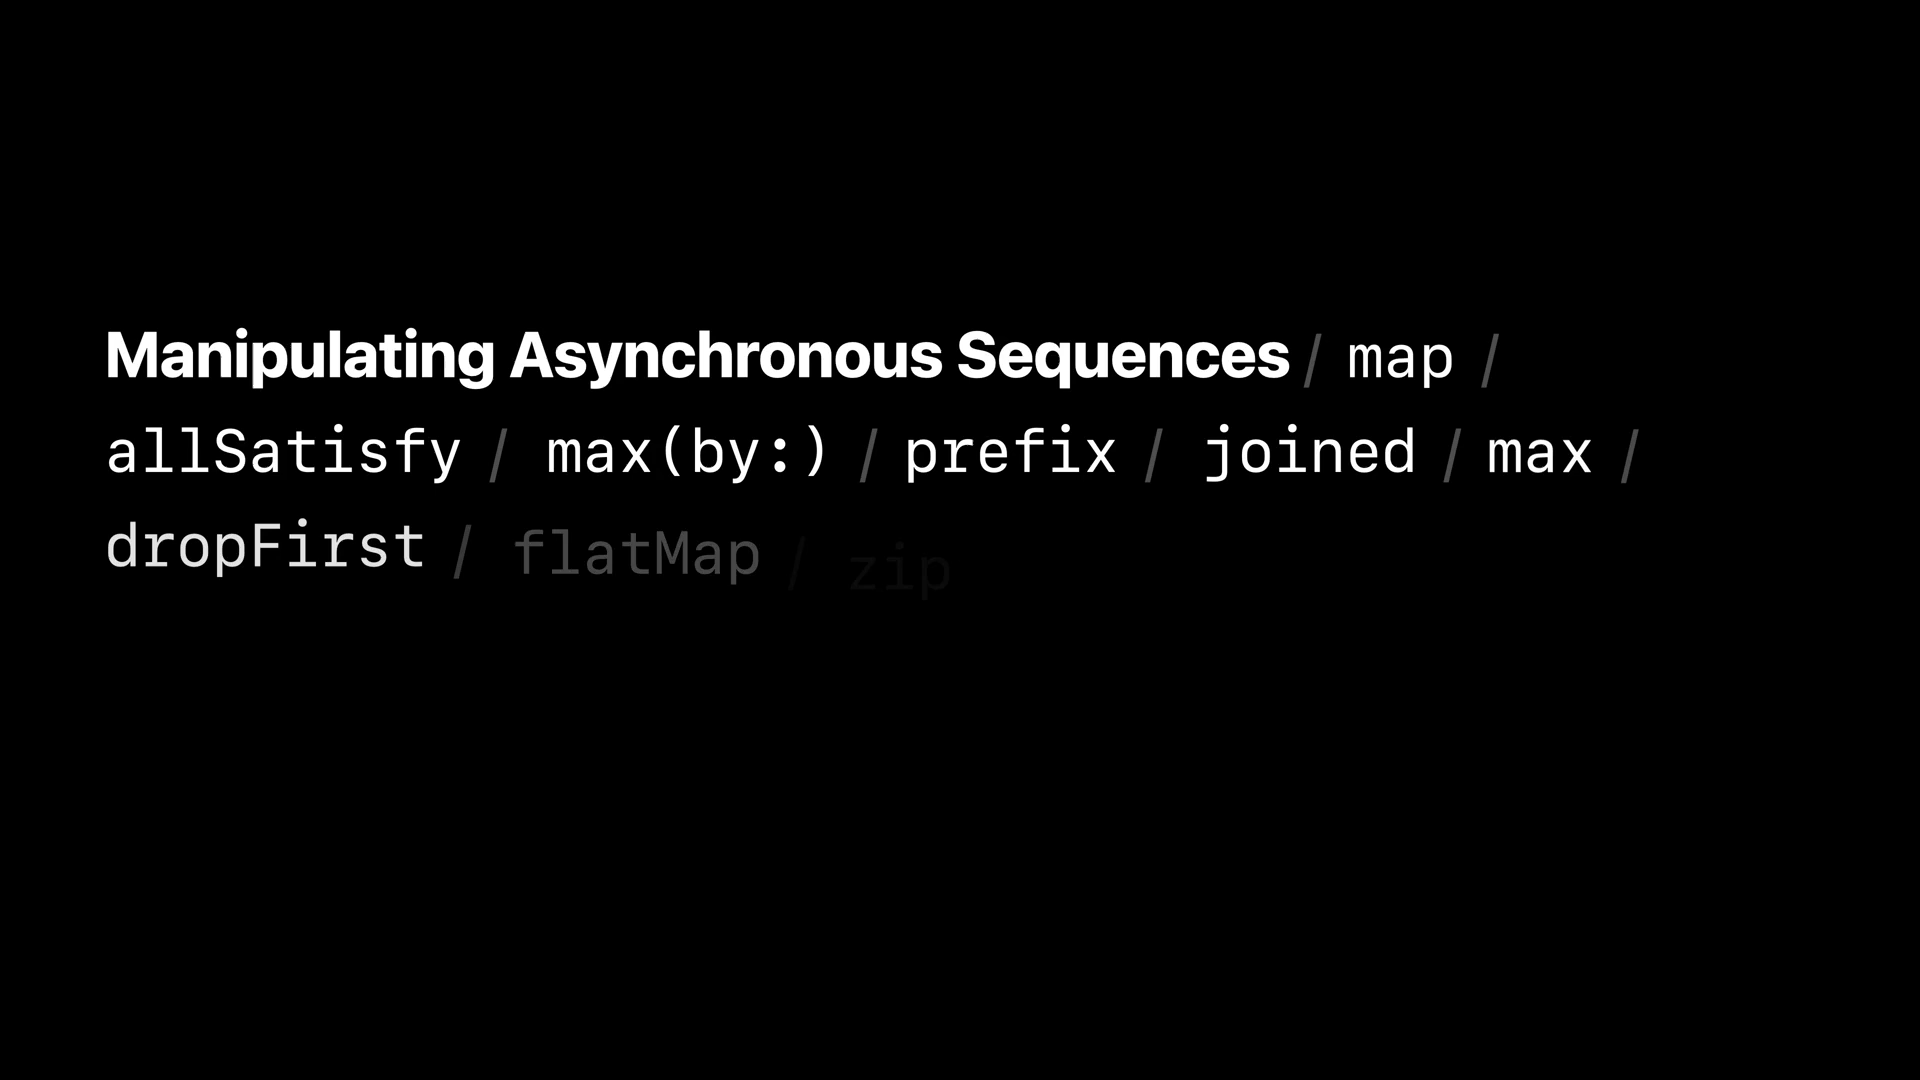 Manipulating Asynchronous Sequences / map /
allSatisfy / max(by:) / prefix / joined / max /
dropFirst / flatMap / zip